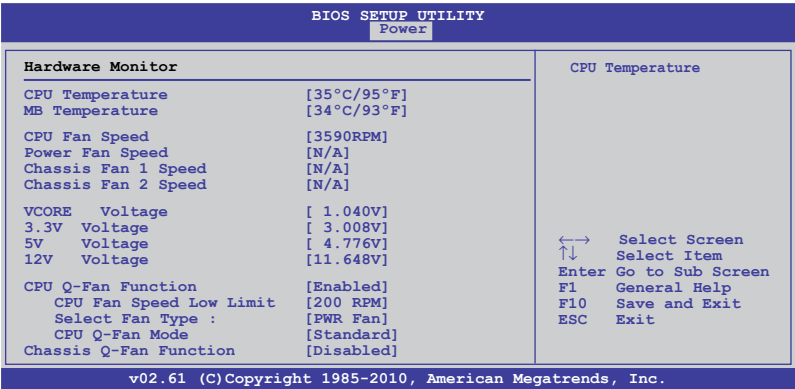 BIOS SETUP UTILITY
Power
Hardware Monitor
CPU Temperature [35°C/95°F]
MB Temperature [34°C/93°F]
CPU Fan Speed [3590RPM]
Power Fan Speed [N/A]
Chassis Fan 1 Speed [N/A]
Chassis Fan 2 Speed [N/A]
VCORE Voltage [ 1.040V]
3.3V Voltage [ 3.008V]
5V Voltage [ 4.776V]
12V Voltage [11.648V]
CPU Q-Fan Function [Enabled]
CPU Fan Speed Low Limit [200 RPM]
Select Fan Type : [PWR Fan]
CPU Q-Fan Mode [Standard]
Chassis Q-Fan Function [Disabled]
CPU Temperature
←→ Select Screen
↑↓ Select Item
Enter Go to Sub Screen
F1 General Help
F10 Save and Exit
ESC Exit
v02.61 (C)Copyright 1985-2010, American Megatrends, Inc.